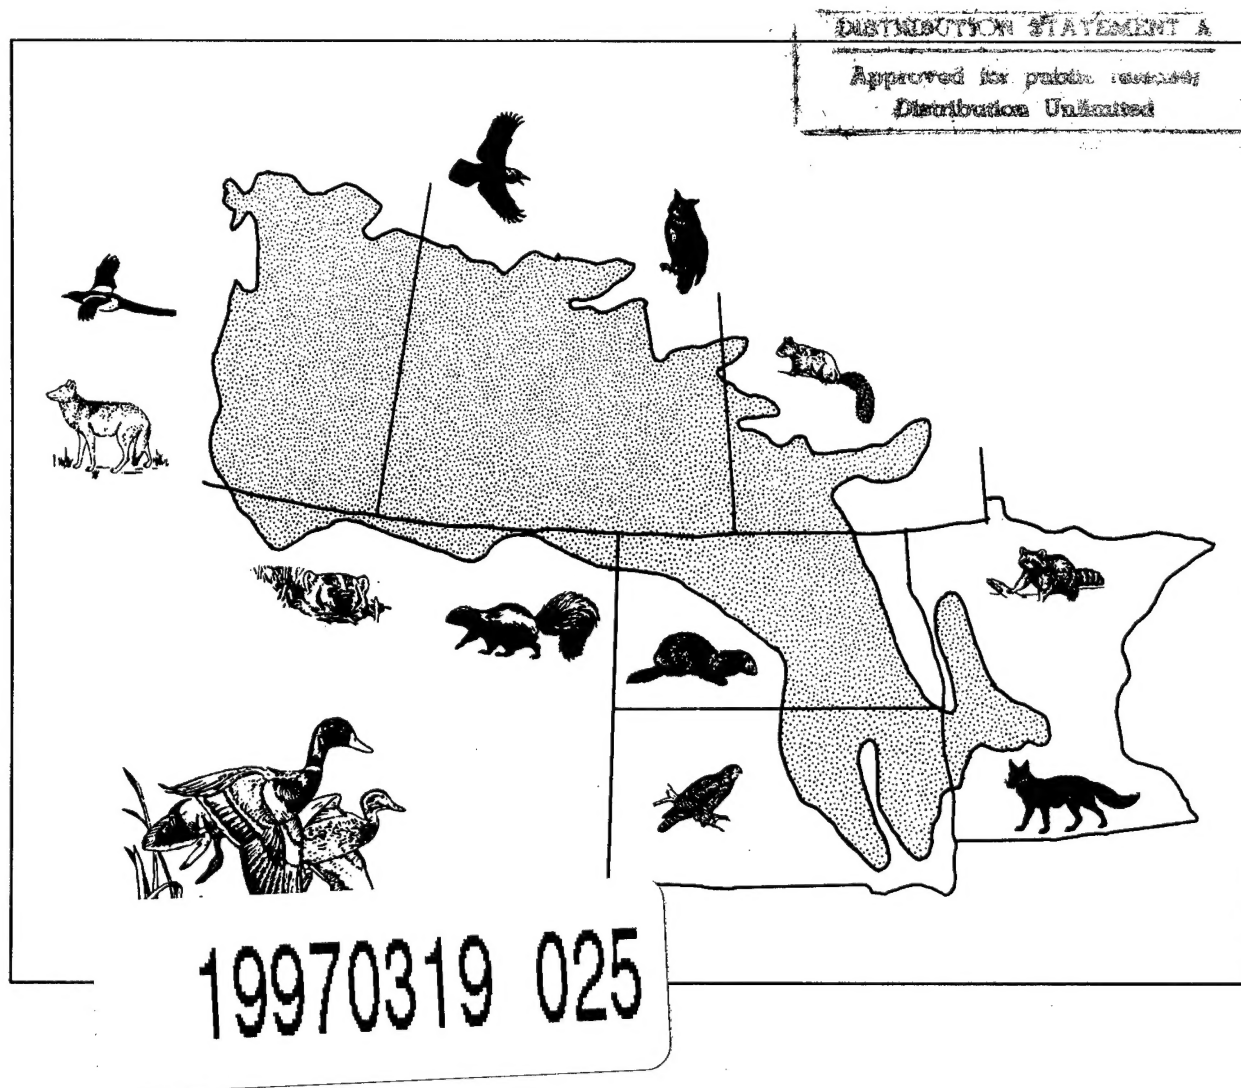 DISTRIBUTION STATEMENT A
Approved for public release;
Distribution Unlimited
19970319 025